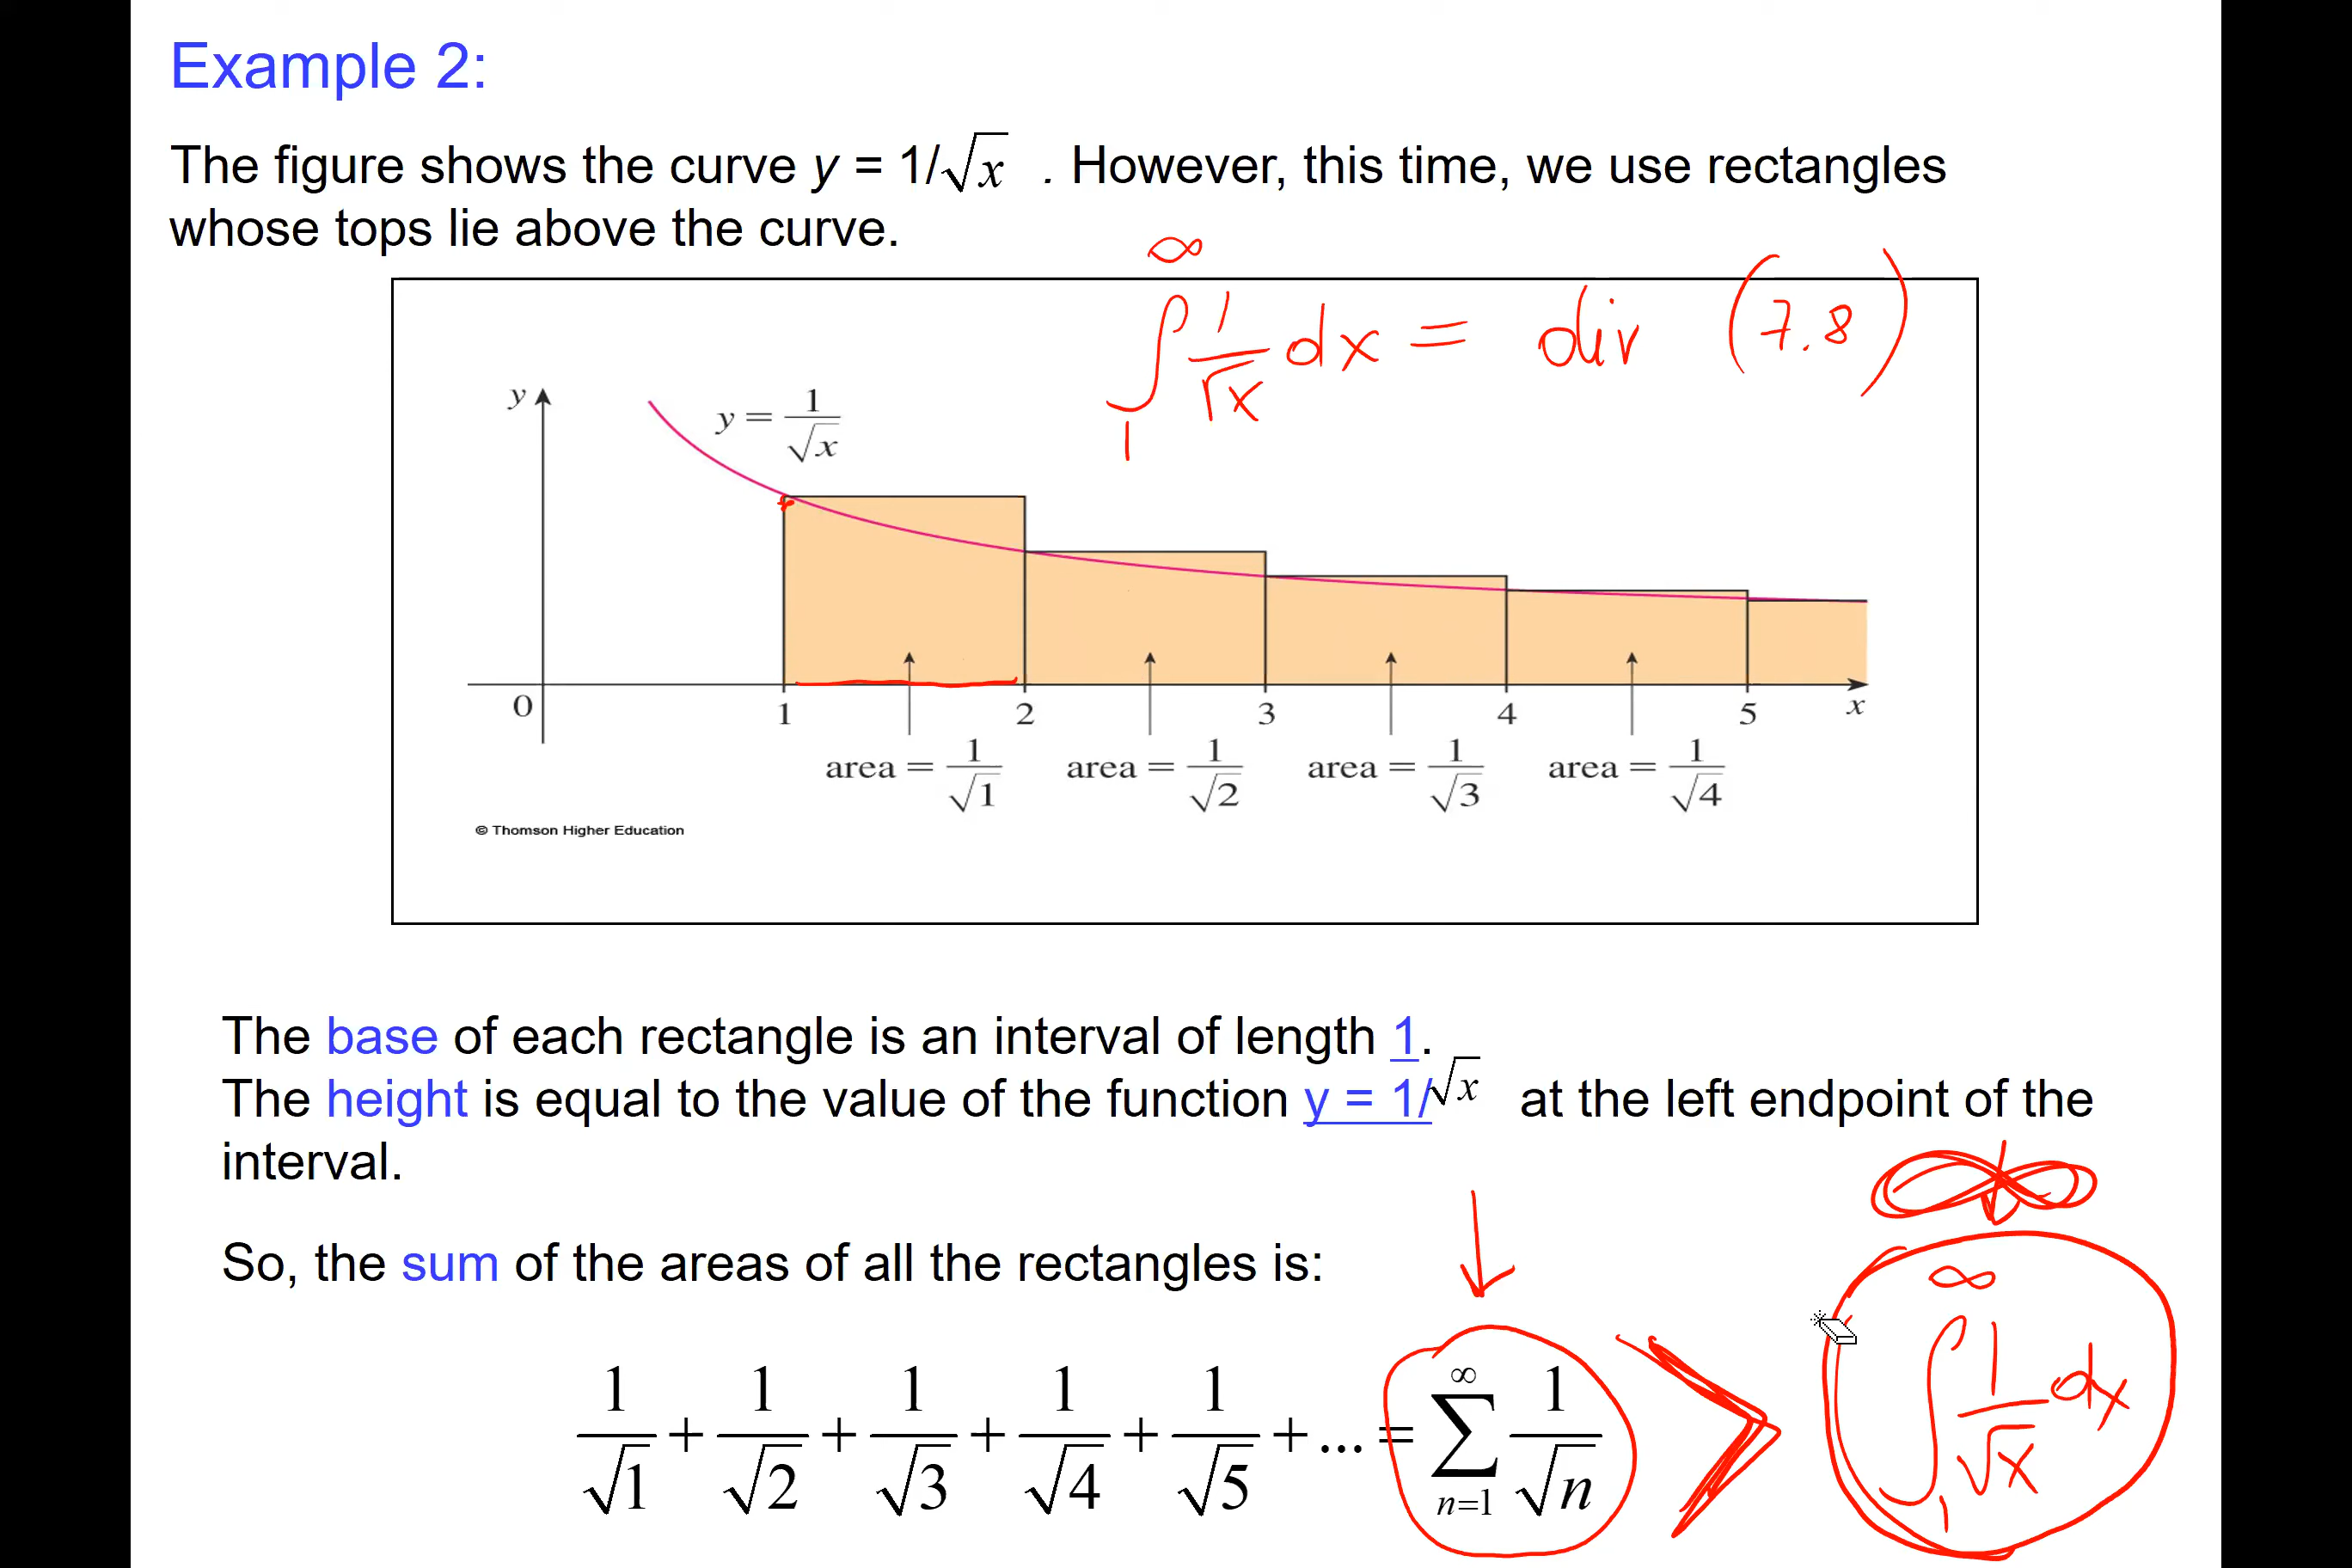 Example 2:
The figure shows the curve y = 1/√x . However, this time, we use rectangles
whose tops lie above the curve.
∫₁^∞ 1/√x dx = div (7.8)
y
y = 1/√x
0 1 2 3 4 5 x
area = 1/√1 area = 1/√2 area = 1/√3 area = 1/√4
© Thomson Higher Education
The base of each rectangle is an interval of length 1.
The height is equal to the value of the function y = 1/√x at the left endpoint of the
interval.
∞
So, the sum of the areas of all the rectangles is:
1/√1 + 1/√2 + 1/√3 + 1/√4 + 1/√5 + ... = ∑_{n=1}^∞ 1/√n > ∫₁^∞ 1/√x dx